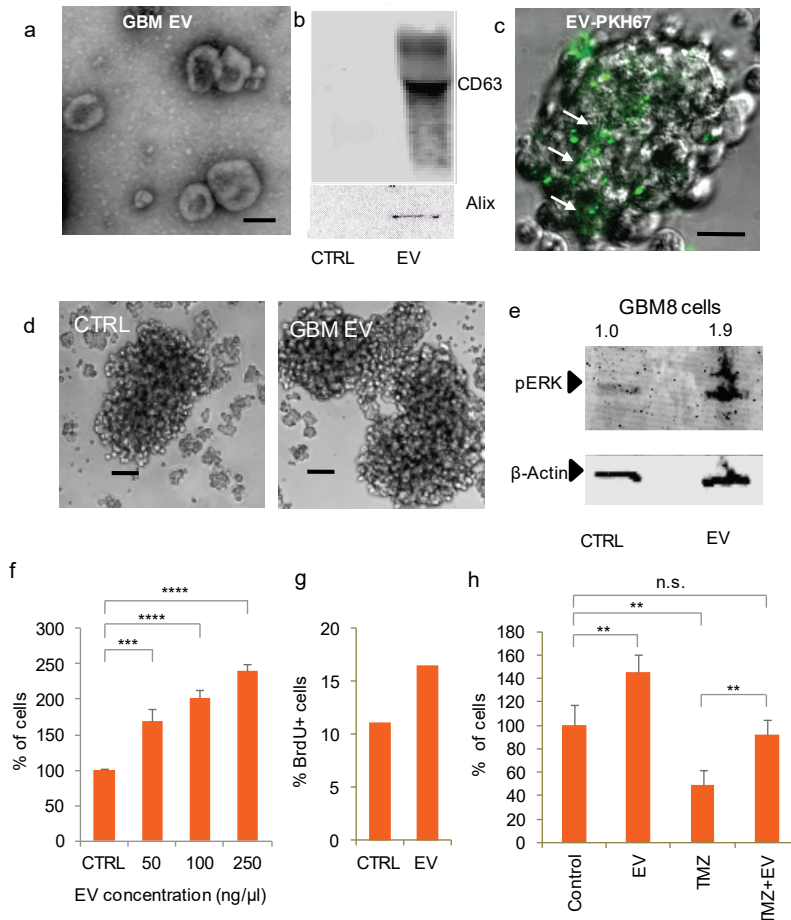 a
GBM EV
b
CD63
Alix
CTRL EV
c
EV-PKH67
d
CTRL
GBM EV
e
GBM8 cells
1.0 1.9
pERK
β-Actin
CTRL EV
f
****
****
***
% of cells
300
250
200
150
100
50
0
CTRL 50 100 250
EV concentration (ng/µl)
g
% BrdU+ cells
20
15
10
5
0
CTRL EV
h
n.s.
**
**
**
% of cells
180
160
140
120
100
80
60
40
20
0
Control
EV
TMZ
TMZ+EV